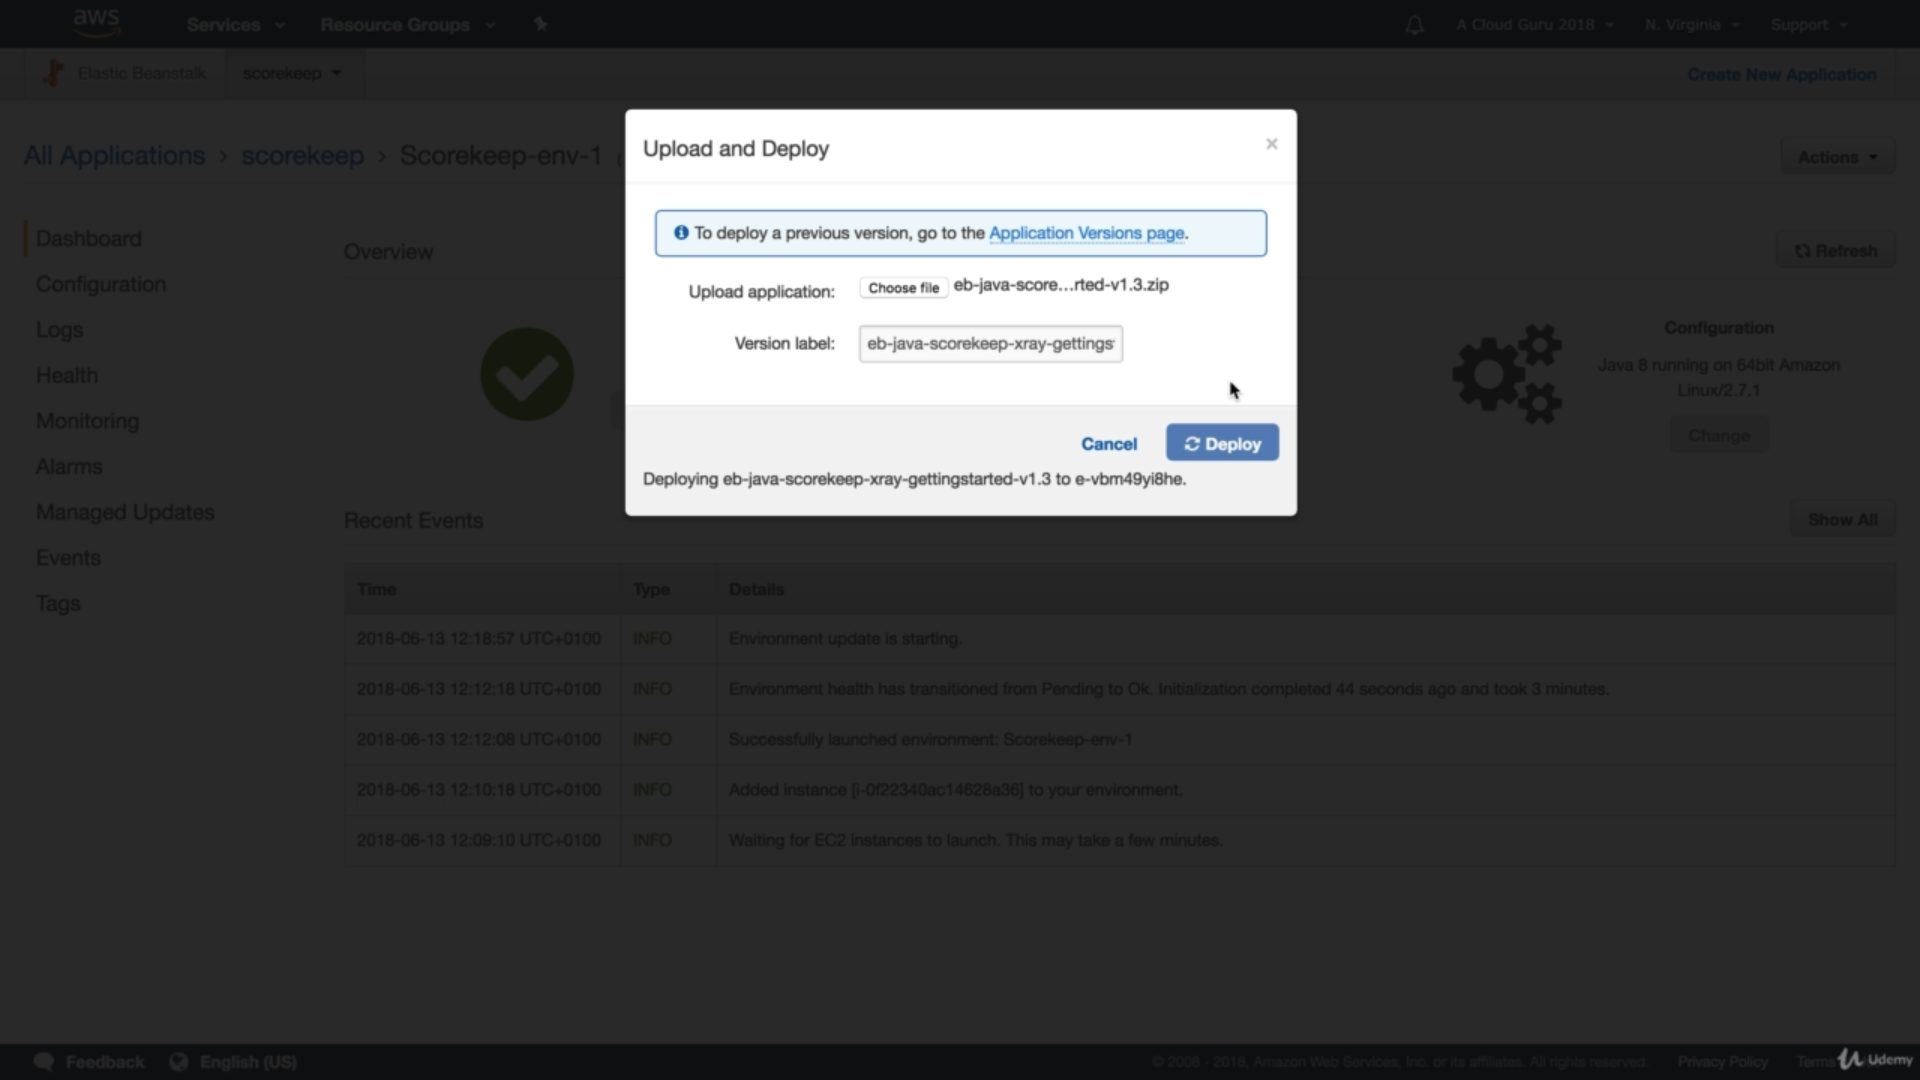 aws Services Resource Groups A Cloud Guru 2018 N. Virginia Support
Elastic Beanstalk scorekeep Create New Application
All Applications › scorekeep › Scorekeep-env-1
Actions
Upload and Deploy ×
To deploy a previous version, go to the Application Versions page.
Upload application: Choose file eb-java-score...rted-v1.3.zip
Version label: eb-java-scorekeep-xray-gettings
Cancel Deploy
Deploying eb-java-scorekeep-xray-gettingstarted-v1.3 to e-vbm49yi8he.
Dashboard
Configuration
Logs
Health
Monitoring
Alarms
Managed Updates
Events
Tags
Overview
Refresh
Configuration
Java 8 running on 64bit Amazon
Linux/2.7.1
Change
Recent Events
Show All
Time Type Details
2018-06-13 12:18:57 UTC+0100 INFO Environment update is starting.
2018-06-13 12:12:18 UTC+0100 INFO Environment health has transitioned from Pending to Ok. Initialization completed 44 seconds ago and took 3 minutes.
2018-06-13 12:12:08 UTC+0100 INFO Successfully launched environment: Scorekeep-env-1
2018-06-13 12:10:18 UTC+0100 INFO Added instance [i-0f22340ac14628a36] to your environment.
2018-06-13 12:09:10 UTC+0100 INFO Waiting for EC2 instances to launch. This may take a few minutes.
Feedback English (US)
© 2008 - 2018, Amazon Web Services, Inc. or its affiliates. All rights reserved. Privacy Policy Terms
Udemy